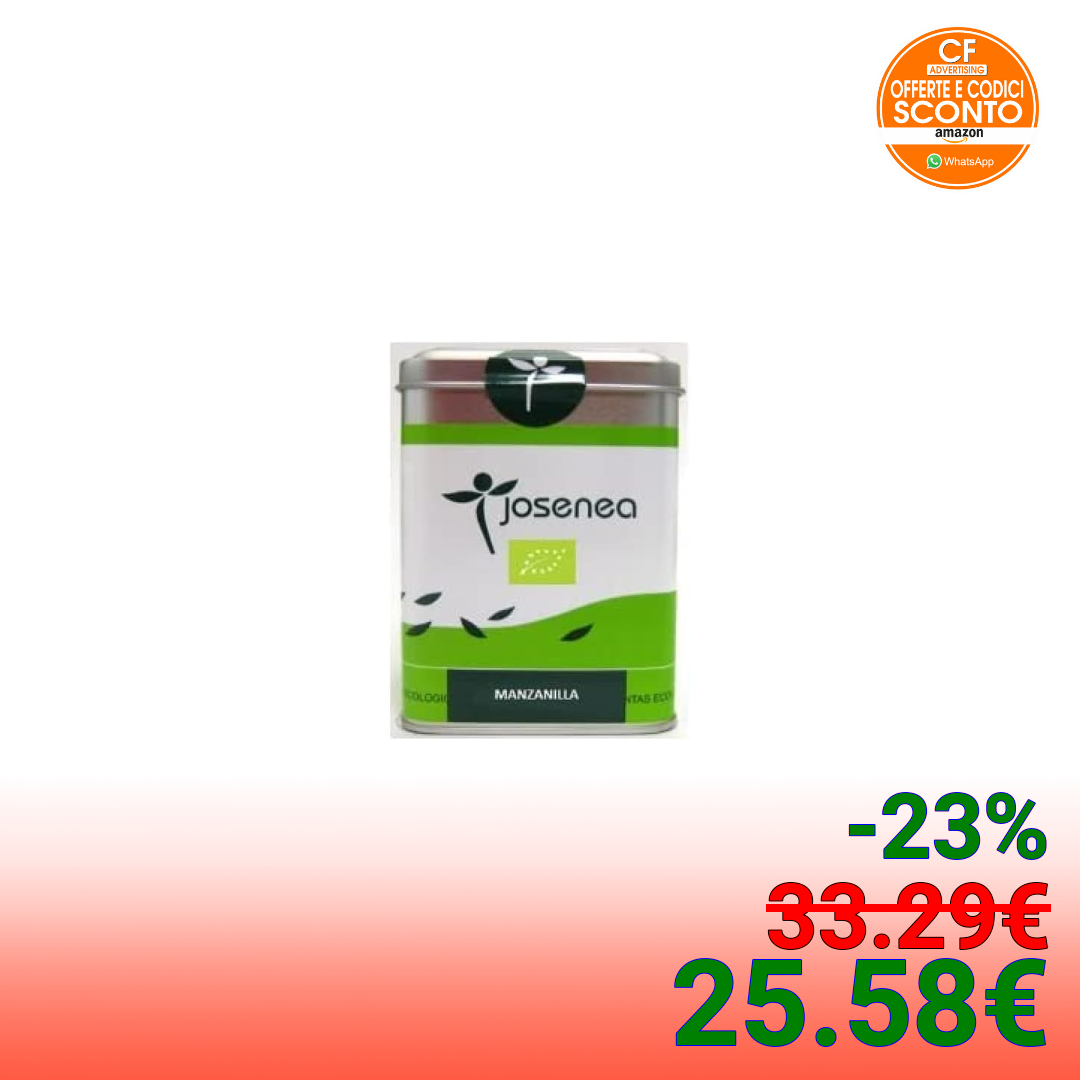 CF
ADVERTISING
OFFERTE E CODICI
SCONTO
amazon
WhatsApp
josenea
MANZANILLA
-23%
33.29€
25.58€